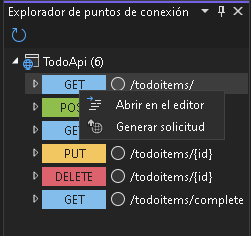 Explorador de puntos de conexión
TodoApi (6)
GET /todoitems/
POS
Abrir en el editor
GE
Generar solicitud
PUT /todoitems/{id}
DELETE /todoitems/{id}
GET /todoitems/complete